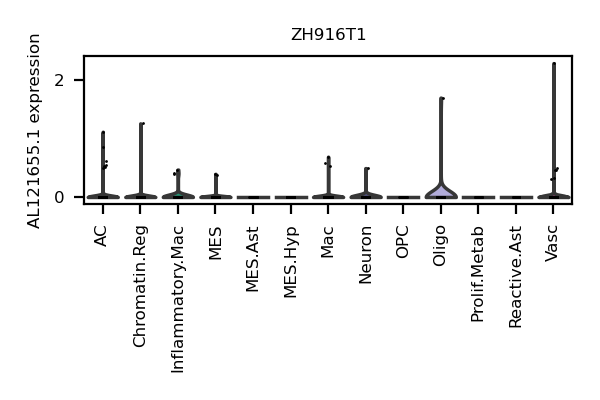 ZH916T1
AL121655.1 expression
2
0
AC
Chromatin.Reg
Inflammatory.Mac
MES
MES.Ast
MES.Hyp
Mac
Neuron
OPC
Oligo
Prolif.Metab
Reactive.Ast
Vasc